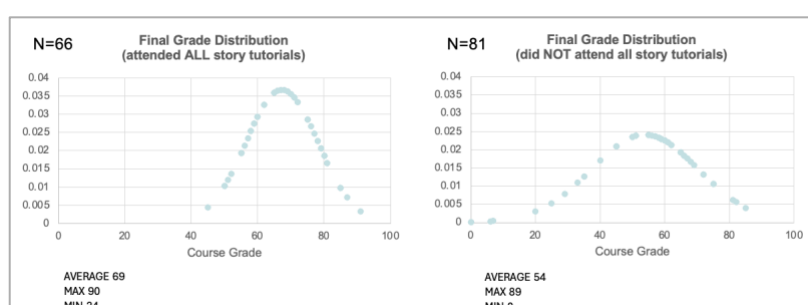 N=66
Final Grade Distribution
(attended ALL story tutorials)
0.04
0.035
0.03
0.025
0.02
0.015
0.01
0.005
0
0 20 40 60 80 100
Course Grade
AVERAGE 69
MAX 90
N=81
Final Grade Distribution
(did NOT attend all story tutorials)
0.04
0.035
0.03
0.025
0.02
0.015
0.01
0.005
0
0 20 40 60 80 100
Course Grade
AVERAGE 54
MAX 89